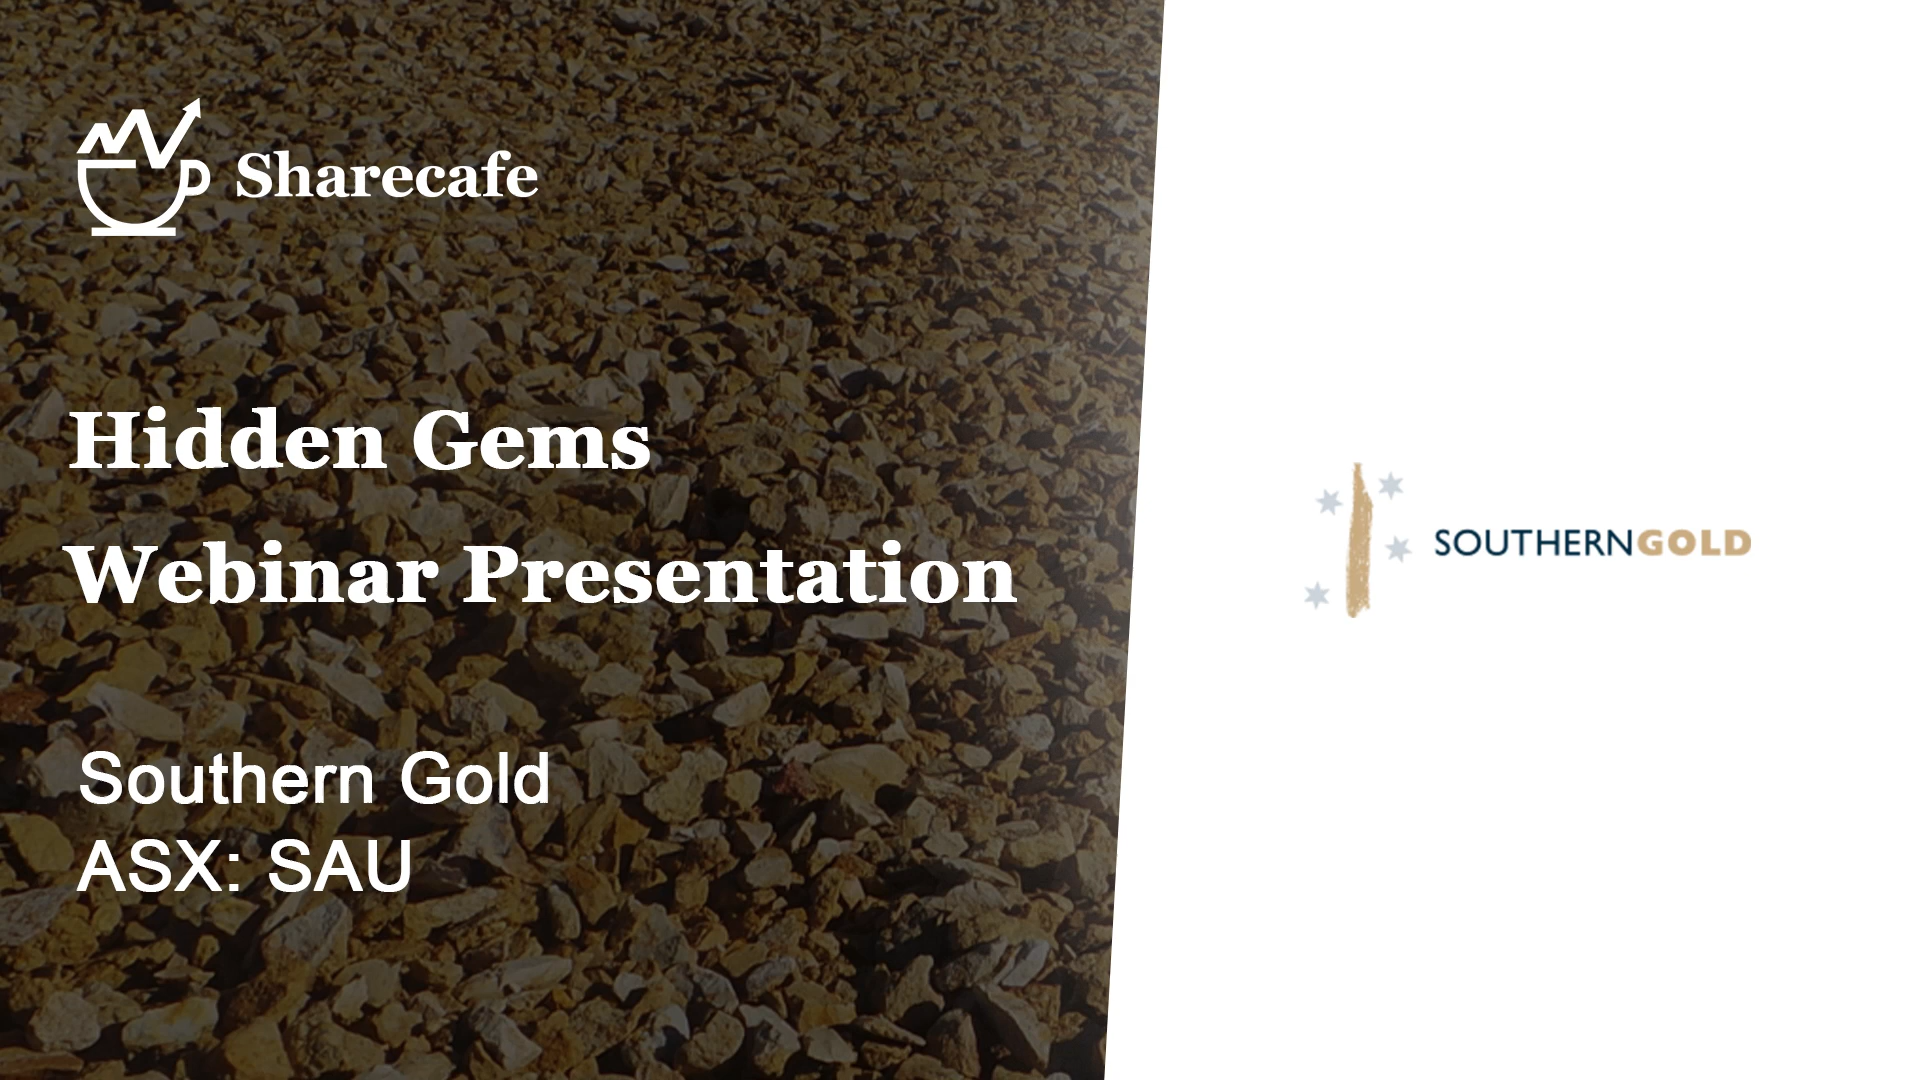 Sharecafe
Hidden Gems
Webinar Presentation
Southern Gold
ASX: SAU
SOUTHERNGOLD